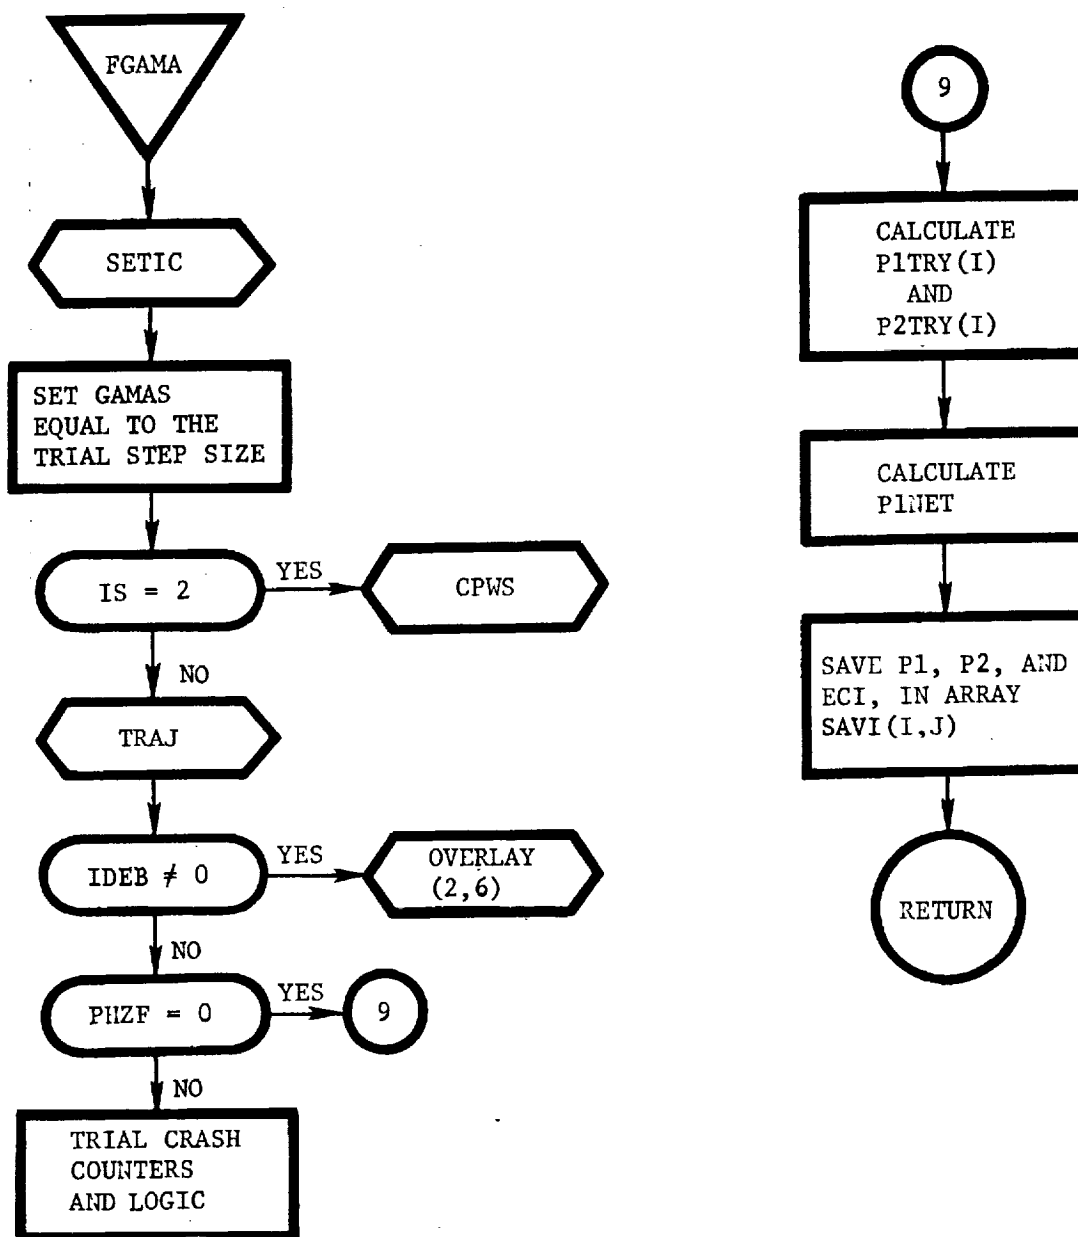 FGAMA
SETIC
SET GAMAS
EQUAL TO THE
TRIAL STEP SIZE
IS = 2
YES
CPWS
NO
TRAJ
IDEB ≠ 0
YES
OVERLAY
(2,6)
NO
PHZF = 0
YES
9
NO
TRIAL CRASH
COUNTERS
AND LOGIC
9
CALCULATE
P1TRY(I)
AND
P2TRY(I)
CALCULATE
P1NET
SAVE P1, P2, AND
ECI, IN ARRAY
SAVI(I,J)
RETURN